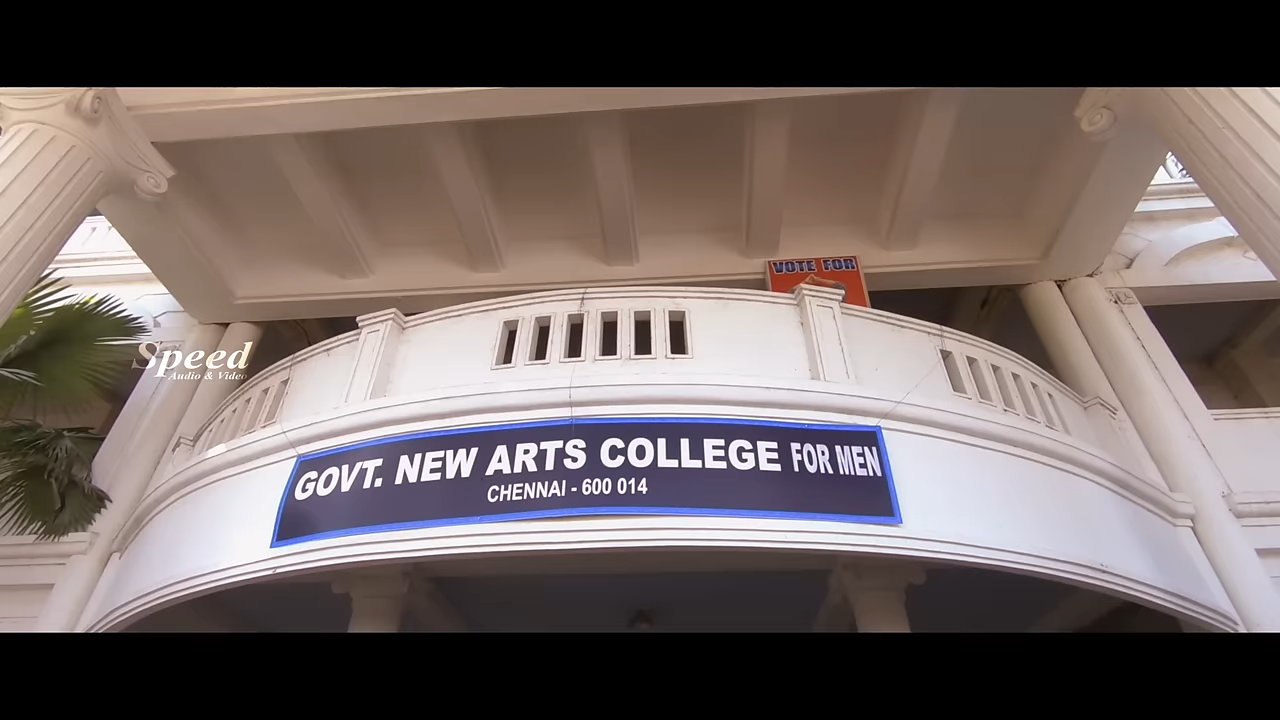 VOTE FOR
Speed
Audio & Video
GOVT. NEW ARTS COLLEGE FOR MEN
CHENNAI - 600 014